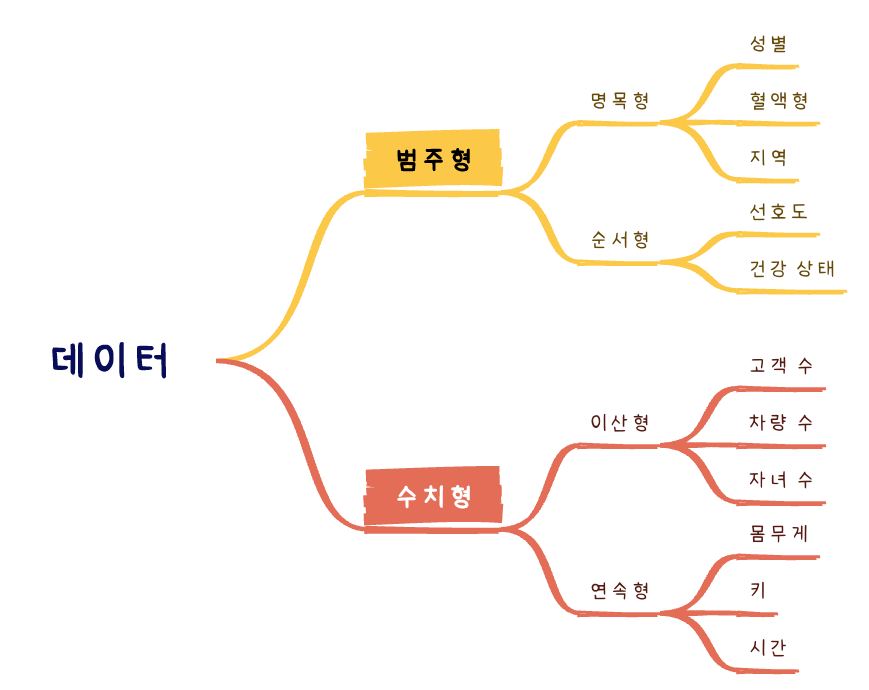 데이터
범주형
명목형
성별
혈액형
지역
순서형
선호도
건강 상태
수치형
이산형
고객 수
차량 수
자녀 수
연속형
몸무게
키
시간